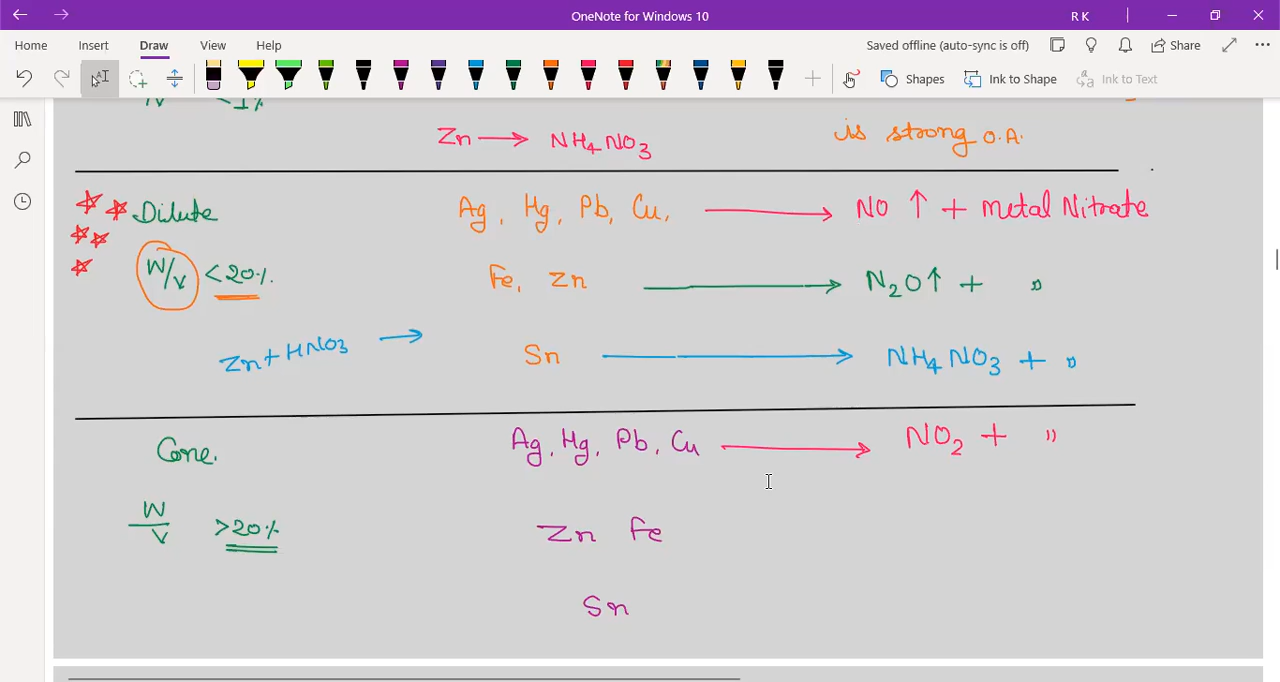 OneNote for Windows 10
R K
Home Insert Draw View Help
Saved offline (auto-sync is off)
Share
Shapes
Ink to Shape
Ink to Text
V <1%
is strong O.A.
Zn → NH4NO3
Dilute Ag, Hg, Pb, Cu, → NO ↑ + Metal Nitrate
W/V <20% Fe, Zn → N2O ↑ + "
Zn + HNO3 → Sn → NH4NO3 + "
Conc. Ag, Hg, Pb, Cu → NO2 + "
W/V >20% Zn Fe
Sn